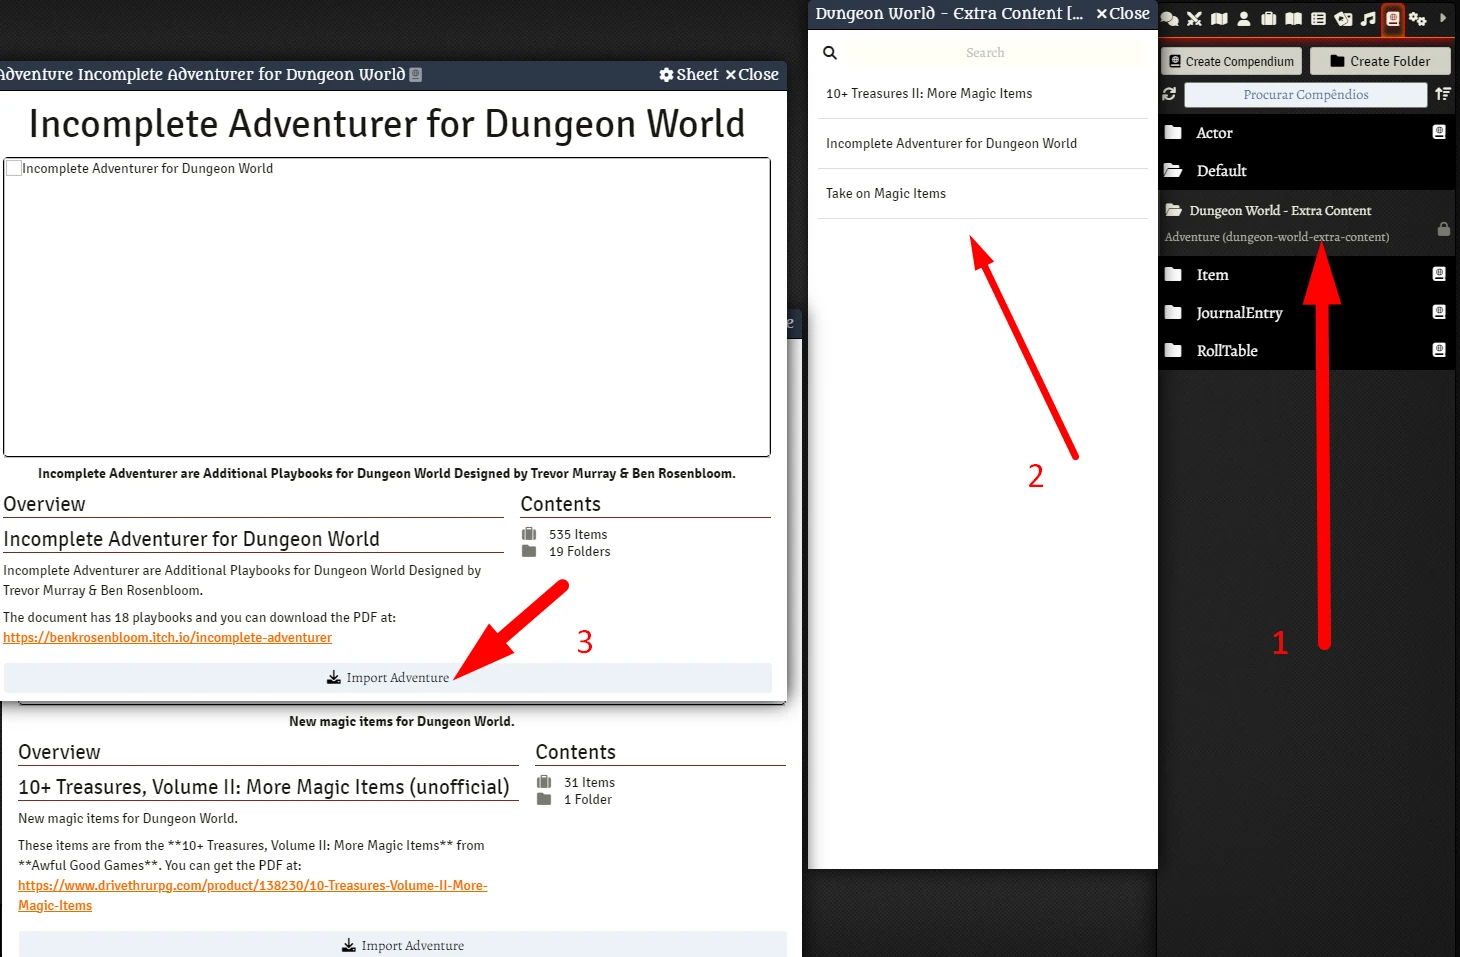 Adventure Incomplete Adventurer for Dungeon World
Sheet
Close
Incomplete Adventurer for Dungeon World
Incomplete Adventurer for Dungeon World
Incomplete Adventurer are Additional Playbooks for Dungeon World Designed by Trevor Murray & Ben Rosenbloom.
Overview
Incomplete Adventurer for Dungeon World
Incomplete Adventurer are Additional Playbooks for Dungeon World Designed by
Trevor Murray & Ben Rosenbloom.
The document has 18 playbooks and you can download the PDF at:
https://benkrosenbloom.itch.io/incomplete-adventurer
Contents
535 Items
19 Folders
3
Import Adventure
New magic items for Dungeon World.
Overview
10+ Treasures, Volume II: More Magic Items (unofficial)
New magic items for Dungeon World.
These items are from the **10+ Treasures, Volume II: More Magic Items** from
**Awful Good Games**. You can get the PDF at:
https://www.drivethrurpg.com/product/138230/10-Treasures-Volume-II-More-
Magic-Items
Contents
31 Items
1 Folder
Import Adventure
Dungeon World - Extra Content [...
Close
Search
10+ Treasures II: More Magic Items
Incomplete Adventurer for Dungeon World
Take on Magic Items
2
Create Compendium
Create Folder
Procurar Compêndios
Actor
Default
Dungeon World - Extra Content
Adventure (dungeon-world-extra-content)
Item
JournalEntry
RollTable
1